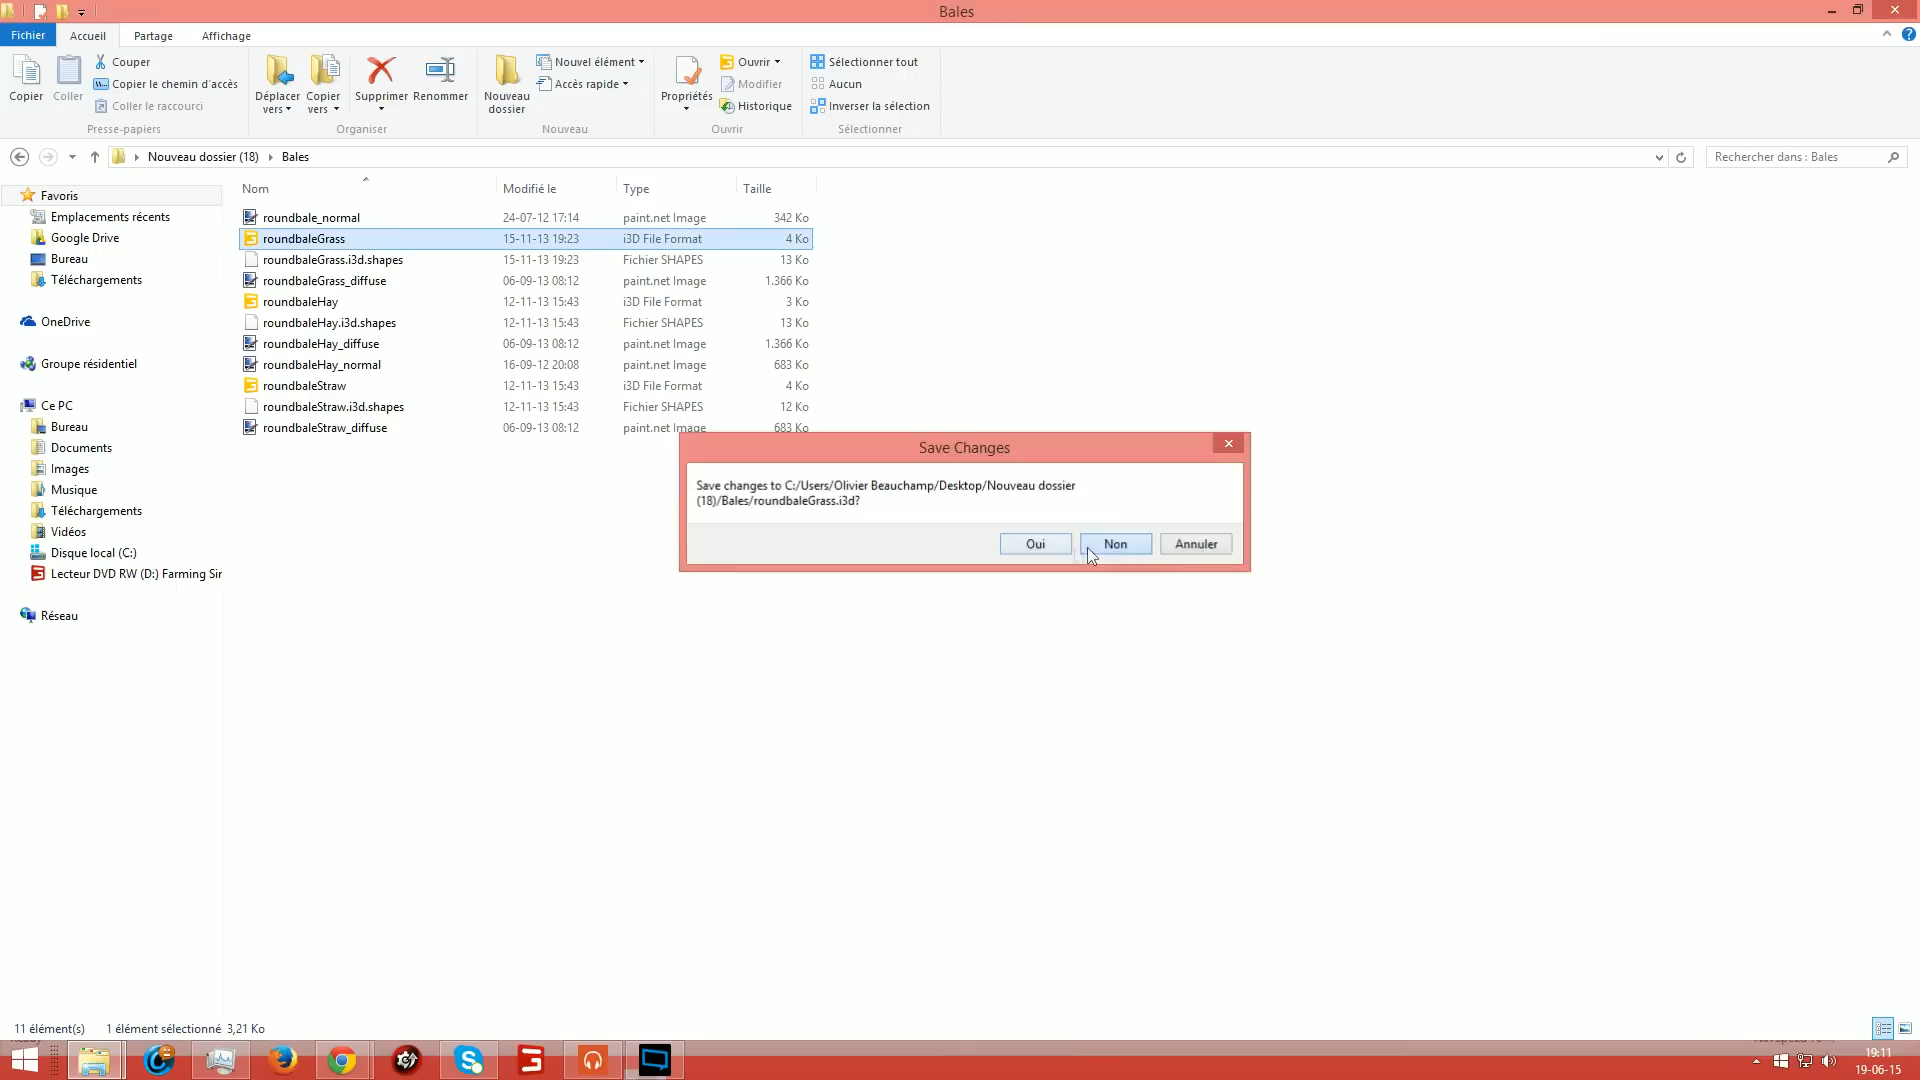 Bales
Fichier Accueil Partage Affichage
Copier
Coller
Couper
Copier le chemin d'accès
Coller le raccourci
Presse-papiers
Déplacer vers
Copier vers
Supprimer
Renommer
Organiser
Nouveau dossier
Nouvel élément
Accès rapide
Nouveau
Propriétés
Ouvrir
Modifier
Historique
Ouvrir
Sélectionner tout
Aucun
Inverser la sélection
Sélectionner
Nouveau dossier (18) Bales
Rechercher dans : Bales
Favoris
Emplacements récents
Google Drive
Bureau
Téléchargements
OneDrive
Groupe résidentiel
Ce PC
Bureau
Documents
Images
Musique
Téléchargements
Vidéos
Disque local (C:)
Lecteur DVD RW (D:) Farming Sir
Réseau
Nom Modifié le Type Taille
roundbale_normal 24-07-12 17:14 paint.net Image 342 Ko
roundbaleGrass 15-11-13 19:23 i3D File Format 4 Ko
roundbaleGrass.i3d.shapes 15-11-13 19:23 Fichier SHAPES 13 Ko
roundbaleGrass_diffuse 06-09-13 08:12 paint.net Image 1.366 Ko
roundbaleHay 12-11-13 15:43 i3D File Format 3 Ko
roundbaleHay.i3d.shapes 12-11-13 15:43 Fichier SHAPES 13 Ko
roundbaleHay_diffuse 06-09-13 08:12 paint.net Image 1.366 Ko
roundbaleHay_normal 16-09-12 20:08 paint.net Image 683 Ko
roundbaleStraw 12-11-13 15:43 i3D File Format 4 Ko
roundbaleStraw.i3d.shapes 12-11-13 15:43 Fichier SHAPES 12 Ko
roundbaleStraw_diffuse 06-09-13 08:12 paint.net Image 683 Ko
Save Changes
Save changes to C:/Users/Olivier Beauchamp/Desktop/Nouveau dossier
(18)/Bales/roundbaleGrass.i3d?
Oui Non Annuler
11 élément(s) 1 élément sélectionné 3,21 Ko
19:11
19-06-15